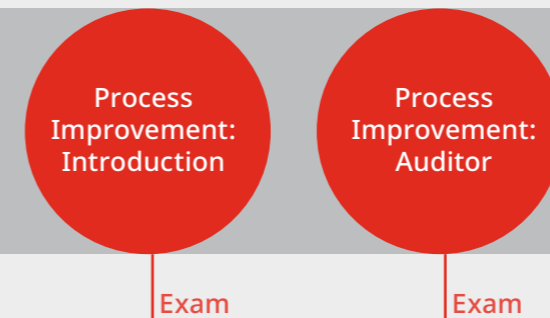 Process
Improvement:
Introduction
Process
Improvement:
Auditor
Exam
Exam